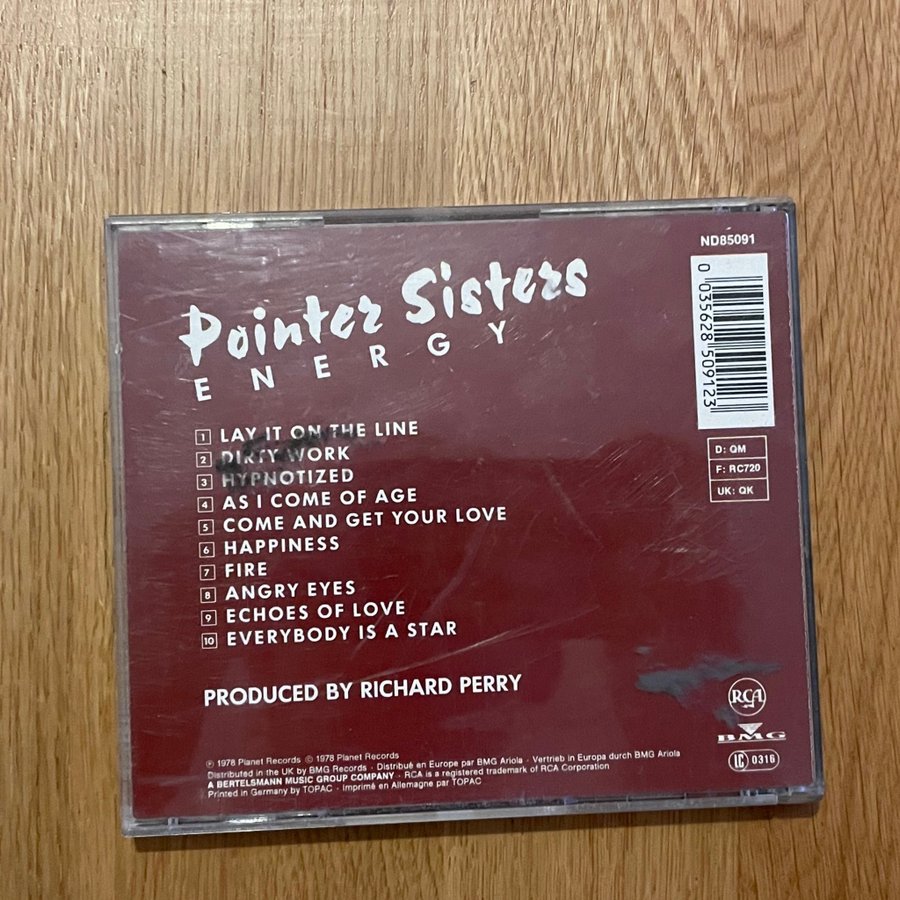 ND85091
0 035628 509123
Pointer Sisters
ENERGY
1 LAY IT ON THE LINE
2 DIRTY WORK
3 HYPNOTIZED
4 AS I COME OF AGE
5 COME AND GET YOUR LOVE
6 HAPPINESS
7 FIRE
8 ANGRY EYES
9 ECHOES OF LOVE
10 EVERYBODY IS A STAR
D: QM
F: RC720
UK: QK
PRODUCED BY RICHARD PERRY
RCA
BMG
LC 0316
℗ 1978 Planet Records © 1978 Planet Records
Distributed in the UK by BMG Records · Distribué en Europe par BMG Ariola · Vertrieb in Europa durch BMG Ariola
A BERTELSMANN MUSIC GROUP COMPANY · RCA is a registered trademark of RCA Corporation
Printed in Germany by TOPAC · Imprimé en Allemagne par TOPAC